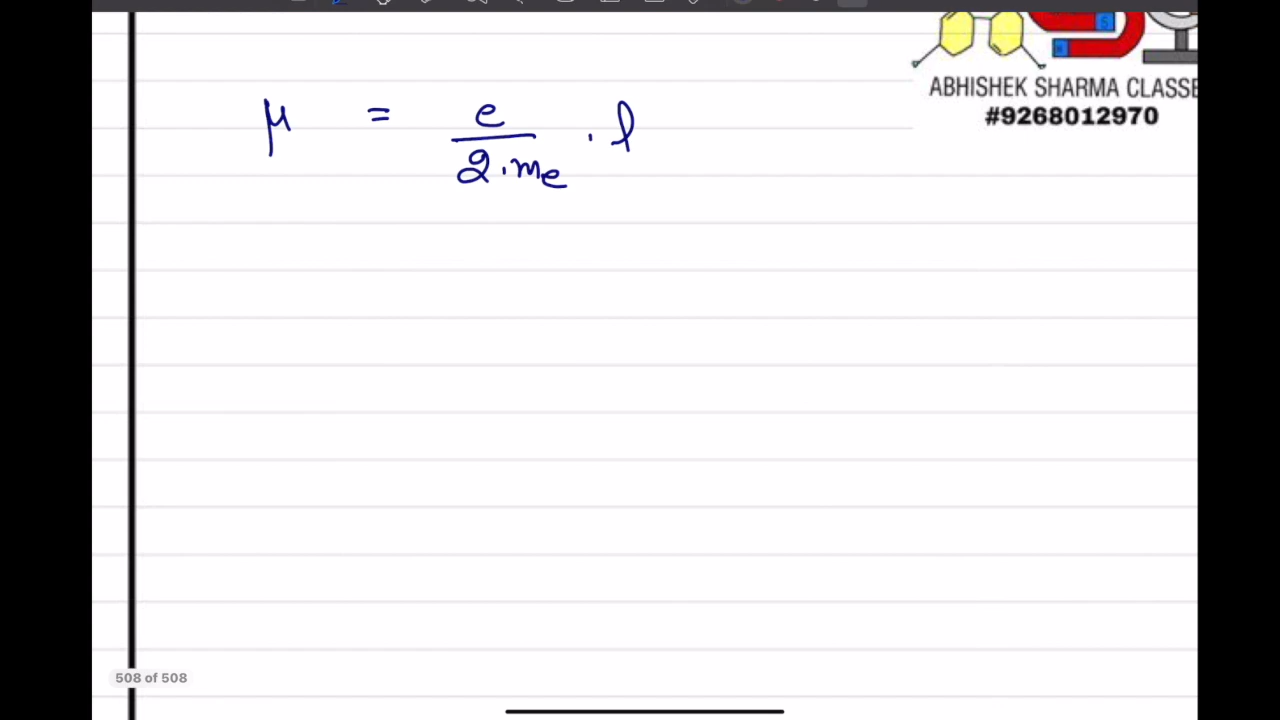 ABHISHEK SHARMA CLASSE
#9268012970
μ = e / 2·mₑ · l
508 of 508